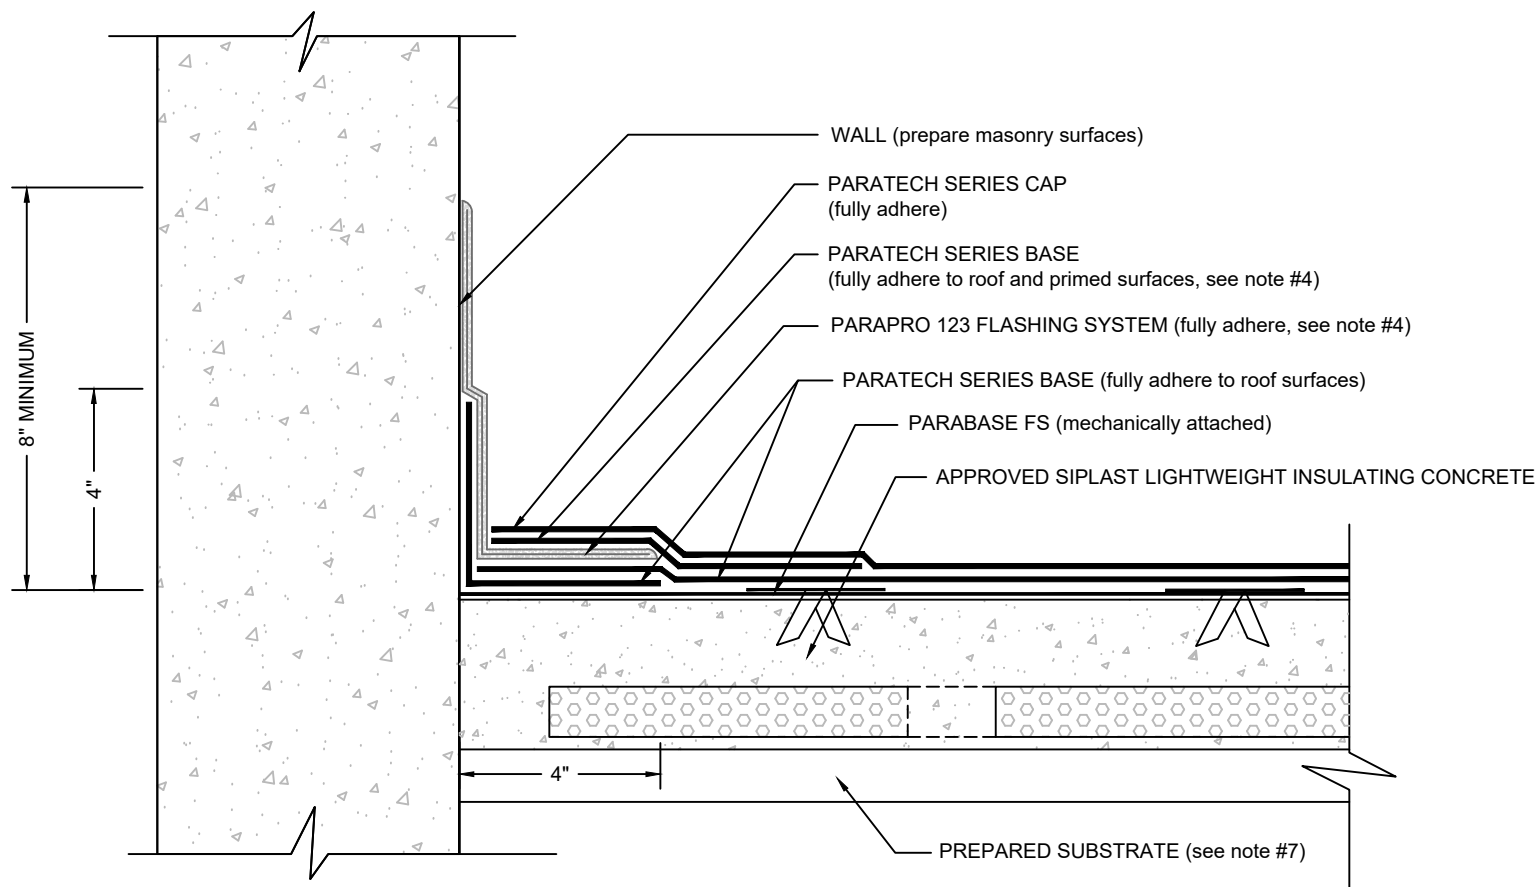 WALL (prepare masonry surfaces)
PARATECH SERIES CAP
(fully adhere)
PARATECH SERIES BASE
(fully adhere to roof and primed surfaces, see note #4)
PARAPRO 123 FLASHING SYSTEM (fully adhere, see note #4)
PARATECH SERIES BASE (fully adhere to roof surfaces)
PARABASE FS (mechanically attached)
APPROVED SIPLAST LIGHTWEIGHT INSULATING CONCRETE
8" MINIMUM
4"
4"
PREPARED SUBSTRATE (see note #7)